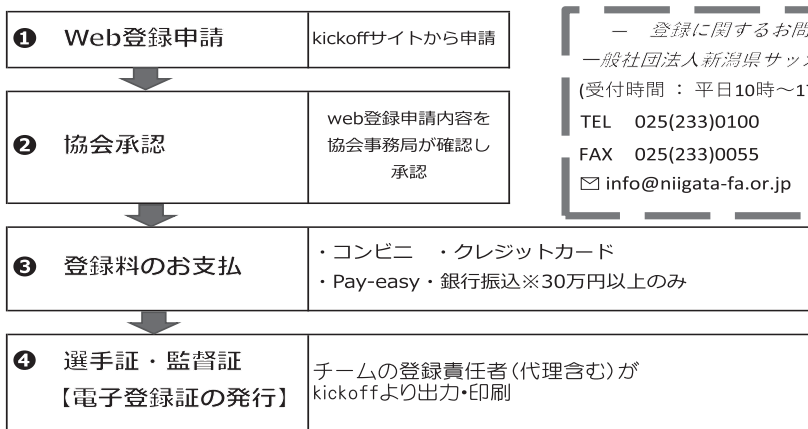 ❶ Web登録申請
kickoffサイトから申請
❷ 協会承認
web登録申請内容を
協会事務局が確認し
承認
❸ 登録料のお支払
・コンビニ ・クレジットカード
・Pay-easy・銀行振込※30万円以上のみ
❹ 選手証・監督証
【電子登録証の発行】
チームの登録責任者(代理含む)が
kickoffより出力・印刷
― 登録に関するお問
一般社団法人新潟県サッカ
(受付時間 : 平日10時～17
TEL 025(233)0100
FAX 025(233)0055
✉ info@niigata-fa.or.jp